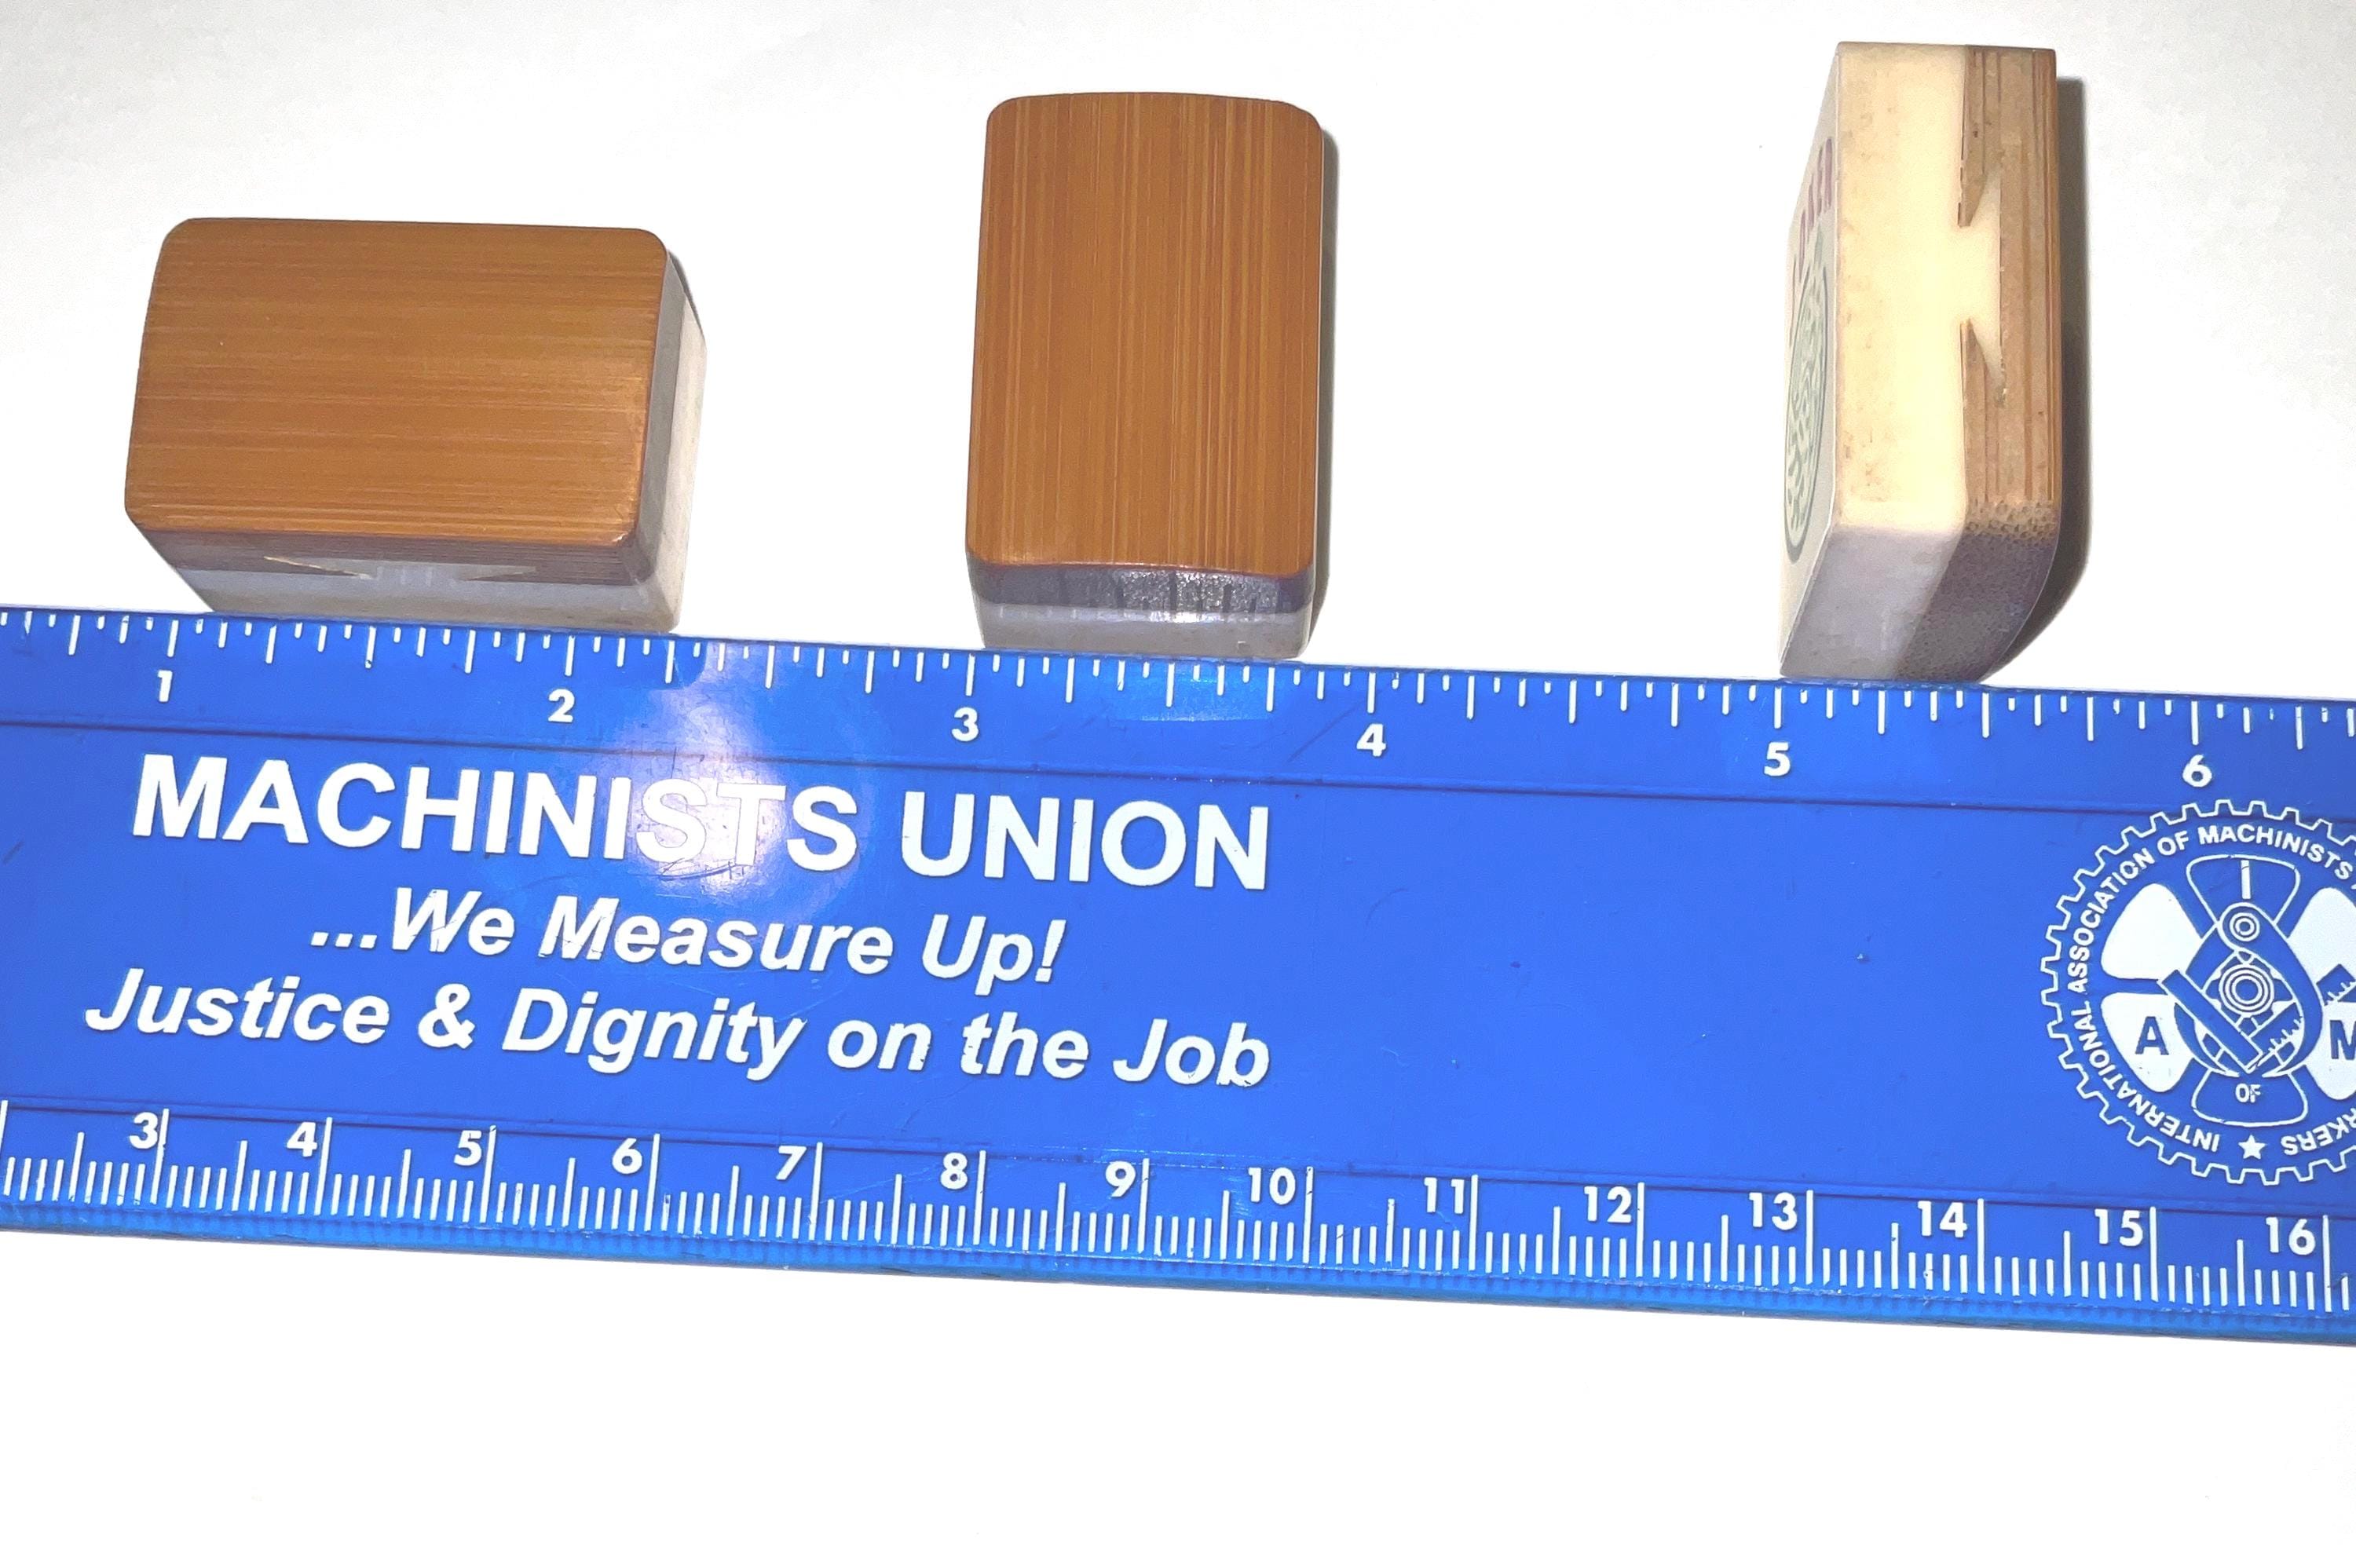 1 2 3 4 5 6
MACHINISTS UNION
...We Measure Up!
Justice & Dignity on the Job
INTERNATIONAL ASSOCIATION OF MACHINISTS
A M
OF
3 4 5 6 7 8 9 10 11 12 13 14 15 16